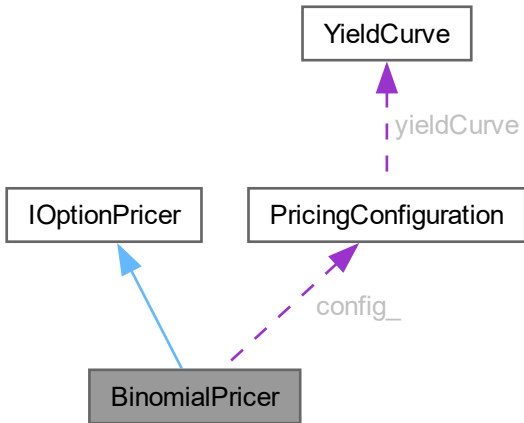 YieldCurve
yieldCurve
IOptionPricer
PricingConfiguration
config_
BinomialPricer